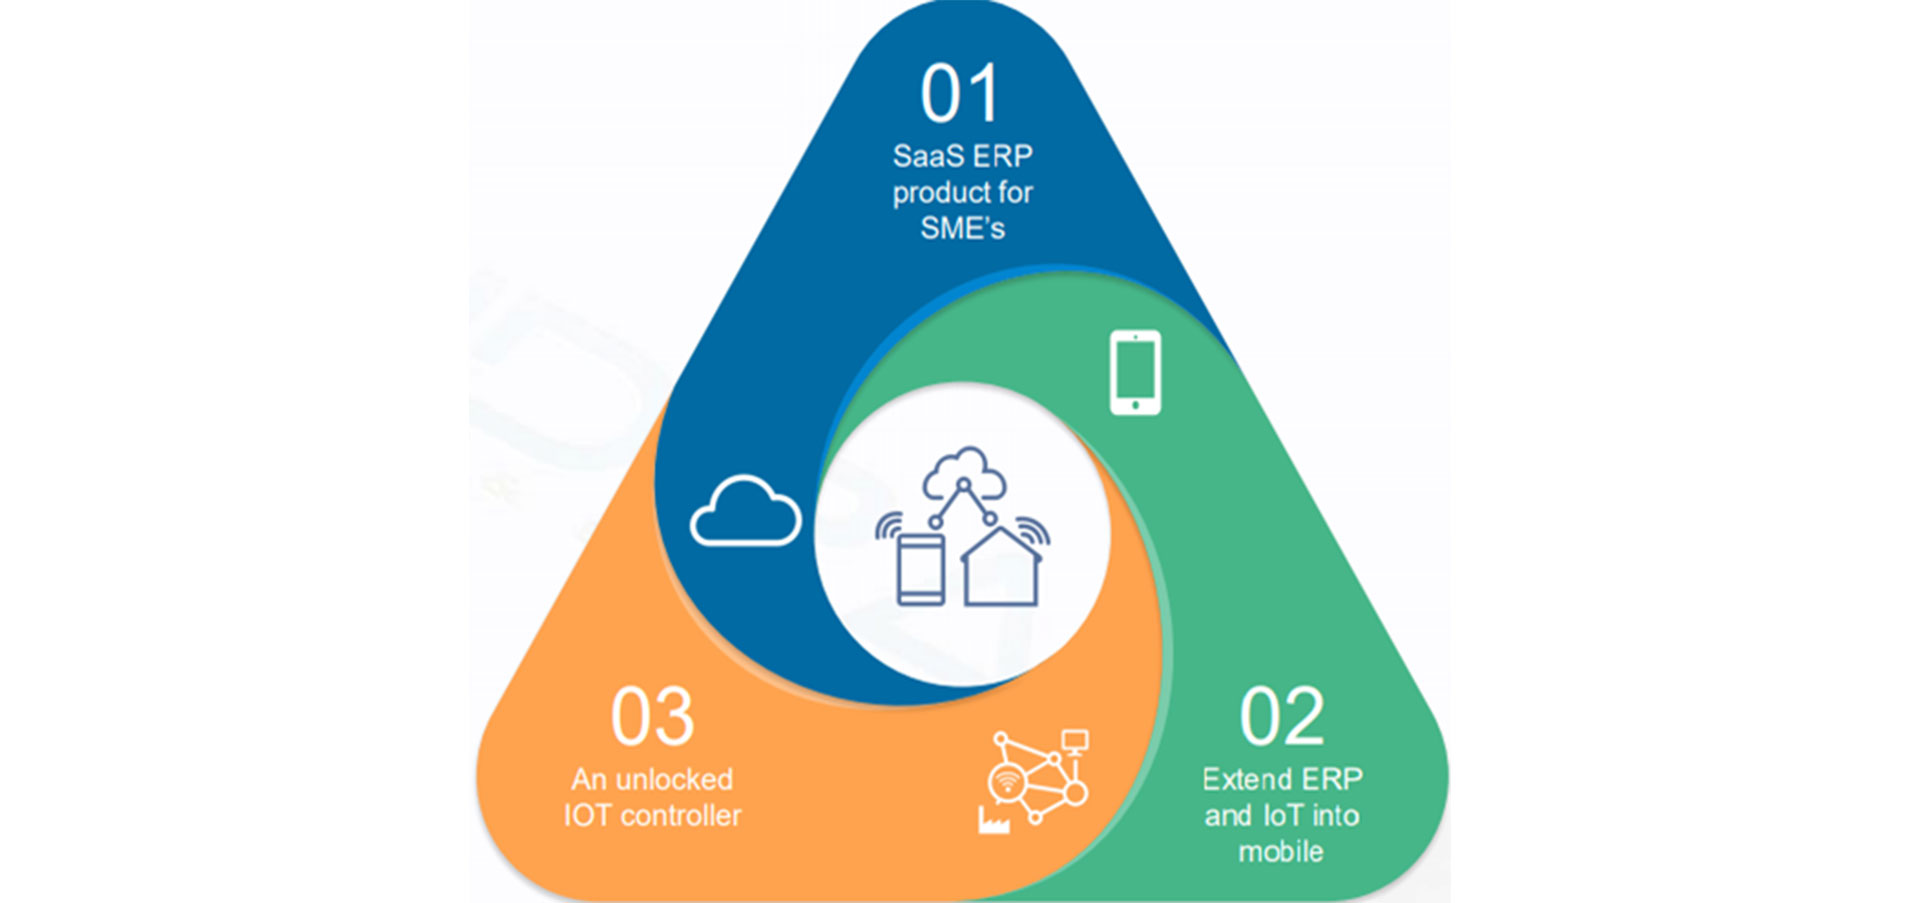 01
SaaS ERP
product for
SME's
03
An unlocked
IOT controller
02
Extend ERP
and IoT into
mobile